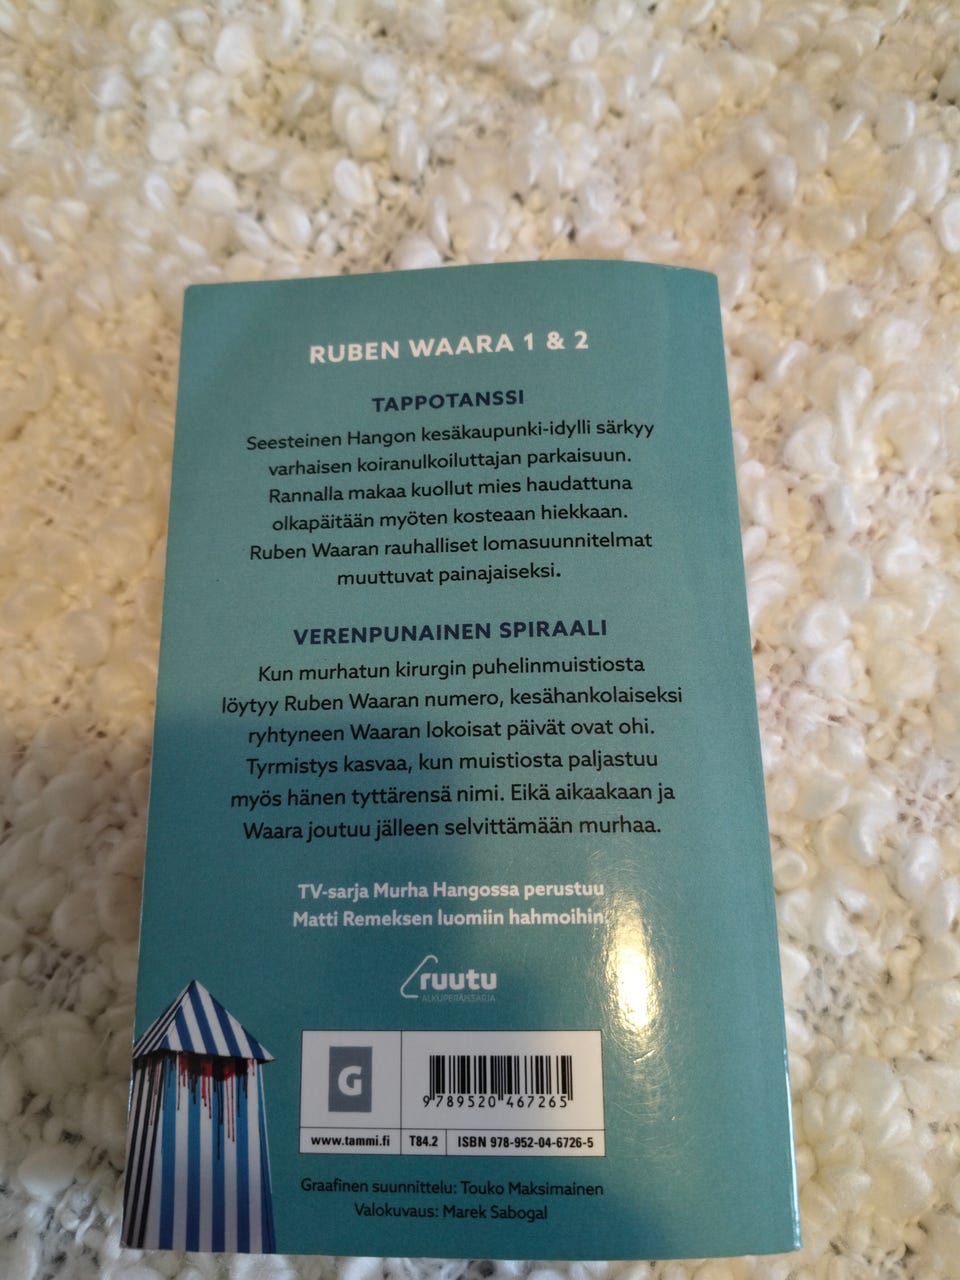 RUBEN WAARA 1 & 2
TAPPOTANSSI
Seesteinen Hangon kesäkaupunki-idylli särkyy
varhaisen koiranulkoiluttajan parkaisuun.
Rannalla makaa kuollut mies haudattuna
olkapäitään myöten kosteaan hiekkaan.
Ruben Waaran rauhalliset lomasuunnitelmat
muuttuvat painajaiseksi.
VERENPUNAINEN SPIRAALI
Kun murhatun kirurgin puhelinmuistiosta
löytyy Ruben Waaran numero, kesähankolaiseksi
ryhtyneen Waaran lokoisat päivät ovat ohi.
Tyrmistys kasvaa, kun muistiosta paljastuu
myös hänen tyttärensä nimi. Eikä aikaakaan ja
Waara joutuu jälleen selvittämään murhaa.
TV-sarja Murha Hangossa perustuu
Matti Remeksen luomiin hahmoihin.
ruutu
ALKUPERÄISSARJA
G
9789520467265
www.tammi.fi T84.2 ISBN 978-952-04-6726-5
Graafinen suunnittelu: Touko Maksimainen
Valokuvaus: Marek Sabogal